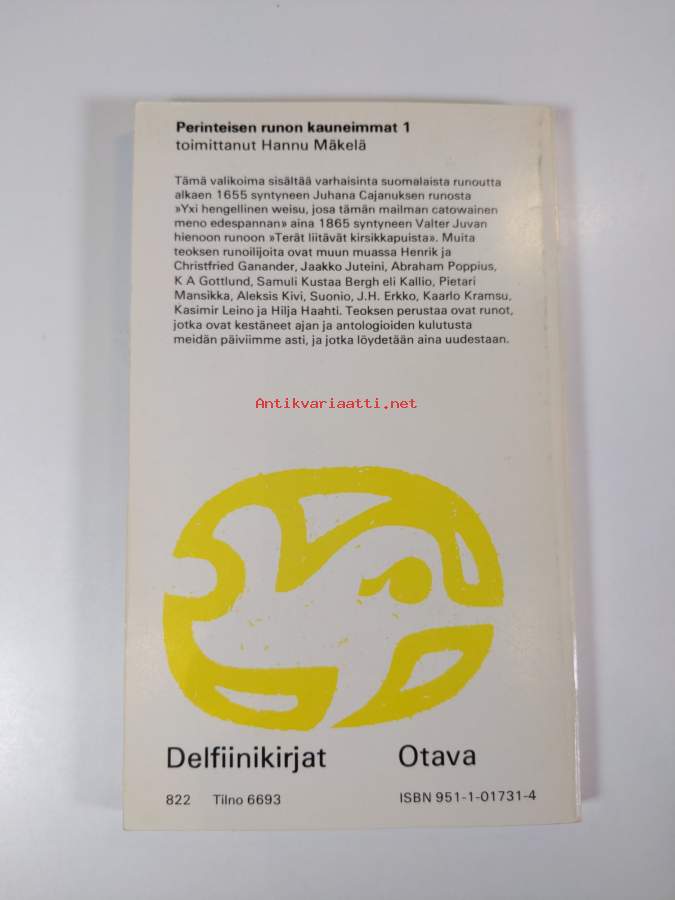 Perinteisen runon kauneimmat 1
toimittanut Hannu Mäkelä
Tämä valikoima sisältää varhaisinta suomalaista runoutta
alkaen 1655 syntyneen Juhana Cajanuksen runosta
»Yxi hengellinen weisu, josa tämän mailman catowainen
meno edespannan» aina 1865 syntyneen Valter Juvan
hienoon runoon »Terät liitävät kirsikkapuista». Muita
teoksen runoilijoita ovat muun muassa Henrik ja
Christfried Ganander, Jaakko Juteini, Abraham Poppius,
K A Gottlund, Samuli Kustaa Bergh eli Kallio, Pietari
Mansikka, Aleksis Kivi, Suonio, J.H. Erkko, Kaarlo Kramsu,
Kasimir Leino ja Hilja Haahti. Teoksen perustaa ovat runot,
jotka ovat kestäneet ajan ja antologioiden kulutusta
meidän päiviimme asti, ja jotka löydetään aina uudestaan.
Antikvariaatti.net
Delfiinikirjat Otava
822 Tilno 6693 ISBN 951-1-01731-4